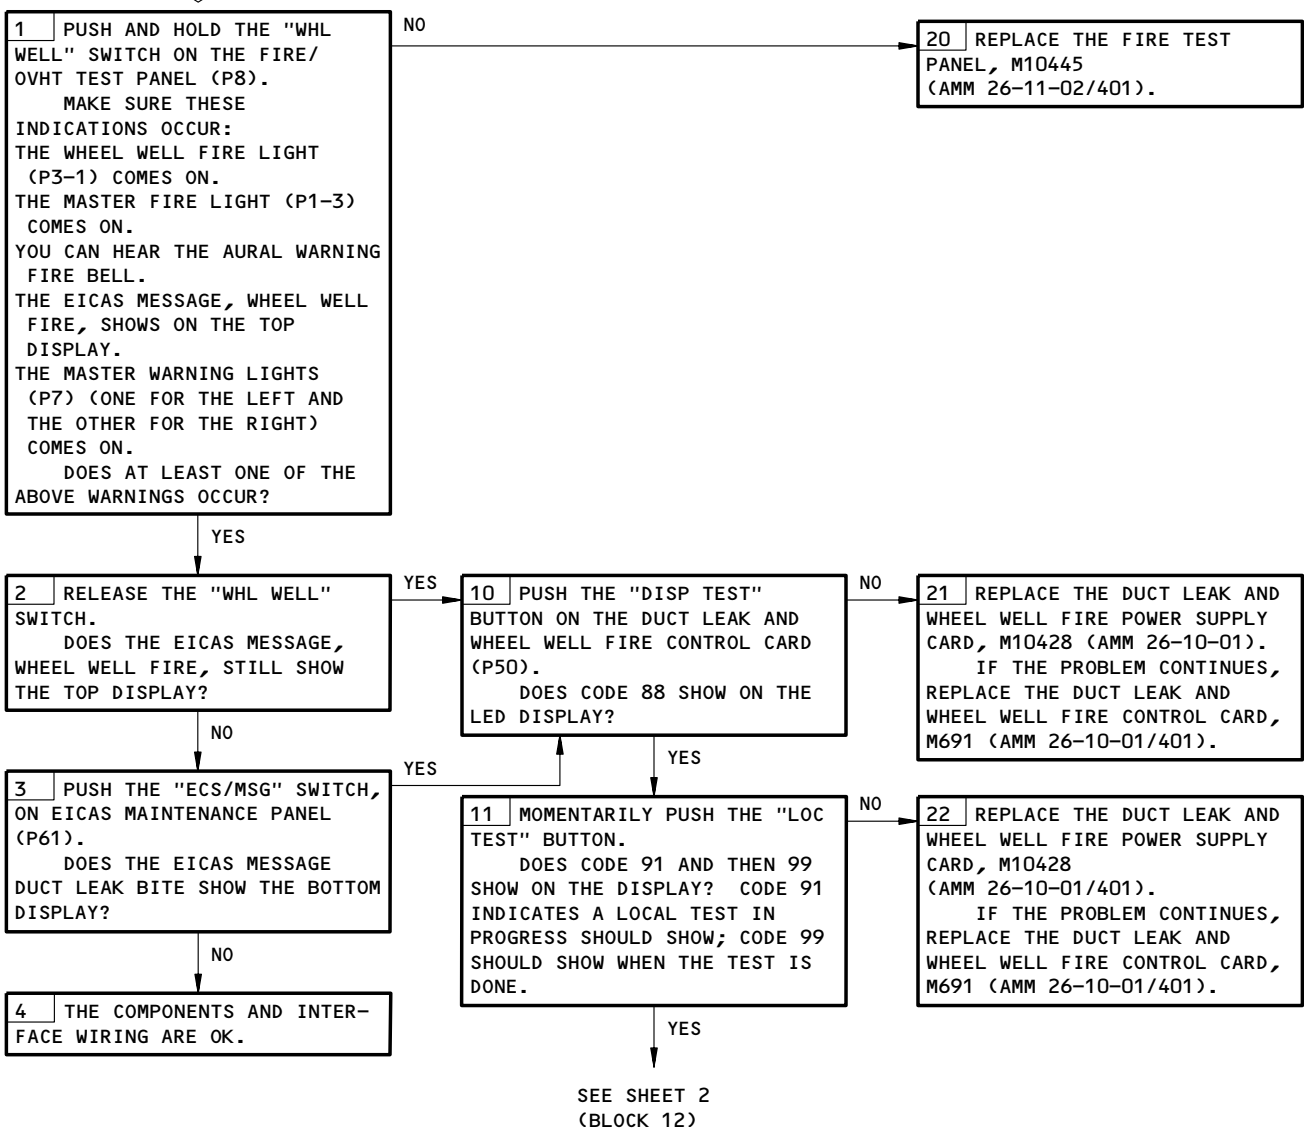 1 PUSH AND HOLD THE "WHL
WELL" SWITCH ON THE FIRE/
OVHT TEST PANEL (P8).
MAKE SURE THESE
INDICATIONS OCCUR:
THE WHEEL WELL FIRE LIGHT
(P3-1) COMES ON.
THE MASTER FIRE LIGHT (P1-3)
COMES ON.
YOU CAN HEAR THE AURAL WARNING
FIRE BELL.
THE EICAS MESSAGE, WHEEL WELL
FIRE, SHOWS ON THE TOP
DISPLAY.
THE MASTER WARNING LIGHTS
(P7) (ONE FOR THE LEFT AND
THE OTHER FOR THE RIGHT)
COMES ON.
DOES AT LEAST ONE OF THE
ABOVE WARNINGS OCCUR?
NO
20 REPLACE THE FIRE TEST
PANEL, M10445
(AMM 26-11-02/401).
YES
2 RELEASE THE "WHL WELL"
SWITCH.
DOES THE EICAS MESSAGE,
WHEEL WELL FIRE, STILL SHOW
THE TOP DISPLAY?
YES
10 PUSH THE "DISP TEST"
BUTTON ON THE DUCT LEAK AND
WHEEL WELL FIRE CONTROL CARD
(P50).
DOES CODE 88 SHOW ON THE
LED DISPLAY?
NO
21 REPLACE THE DUCT LEAK AND
WHEEL WELL FIRE POWER SUPPLY
CARD, M10428 (AMM 26-10-01).
IF THE PROBLEM CONTINUES,
REPLACE THE DUCT LEAK AND
WHEEL WELL FIRE CONTROL CARD,
M691 (AMM 26-10-01/401).
NO
3 PUSH THE "ECS/MSG" SWITCH,
ON EICAS MAINTENANCE PANEL
(P61).
DOES THE EICAS MESSAGE
DUCT LEAK BITE SHOW THE BOTTOM
DISPLAY?
YES
YES
11 MOMENTARILY PUSH THE "LOC
TEST" BUTTON.
DOES CODE 91 AND THEN 99
SHOW ON THE DISPLAY? CODE 91
INDICATES A LOCAL TEST IN
PROGRESS SHOULD SHOW; CODE 99
SHOULD SHOW WHEN THE TEST IS
DONE.
NO
22 REPLACE THE DUCT LEAK AND
WHEEL WELL FIRE POWER SUPPLY
CARD, M10428
(AMM 26-10-01/401).
IF THE PROBLEM CONTINUES,
REPLACE THE DUCT LEAK AND
WHEEL WELL FIRE CONTROL CARD,
M691 (AMM 26-10-01/401).
NO
4 THE COMPONENTS AND INTER-
FACE WIRING ARE OK.
YES
SEE SHEET 2
(BLOCK 12)